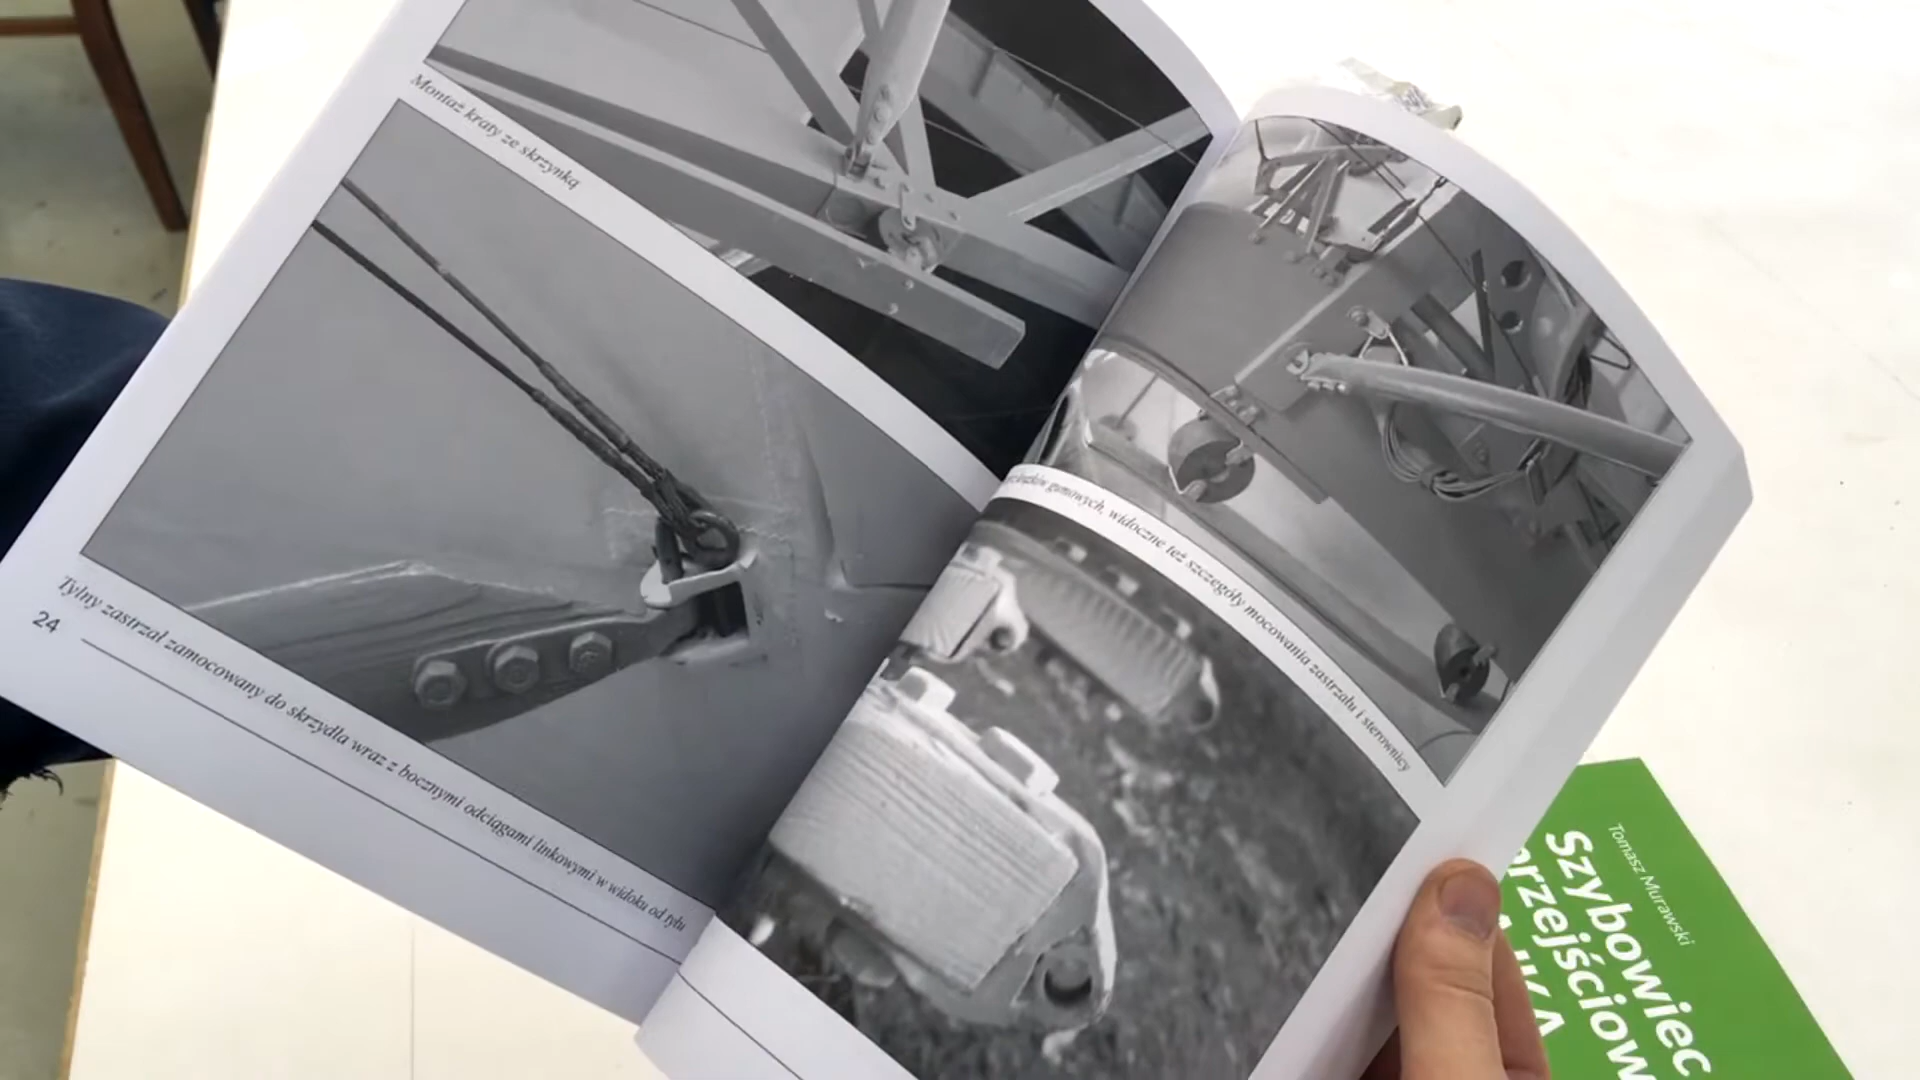 Montaż kraty ze skrzynką
Tylny zastrzał zamocowany do skrzydła wraz z bocznymi odciągami linkowymi w widoku od tyłu
24
gumowych, widoczne też szczegóły mocowania zastrzału i sterownicy
Tomasz Murawski
Szybowiec